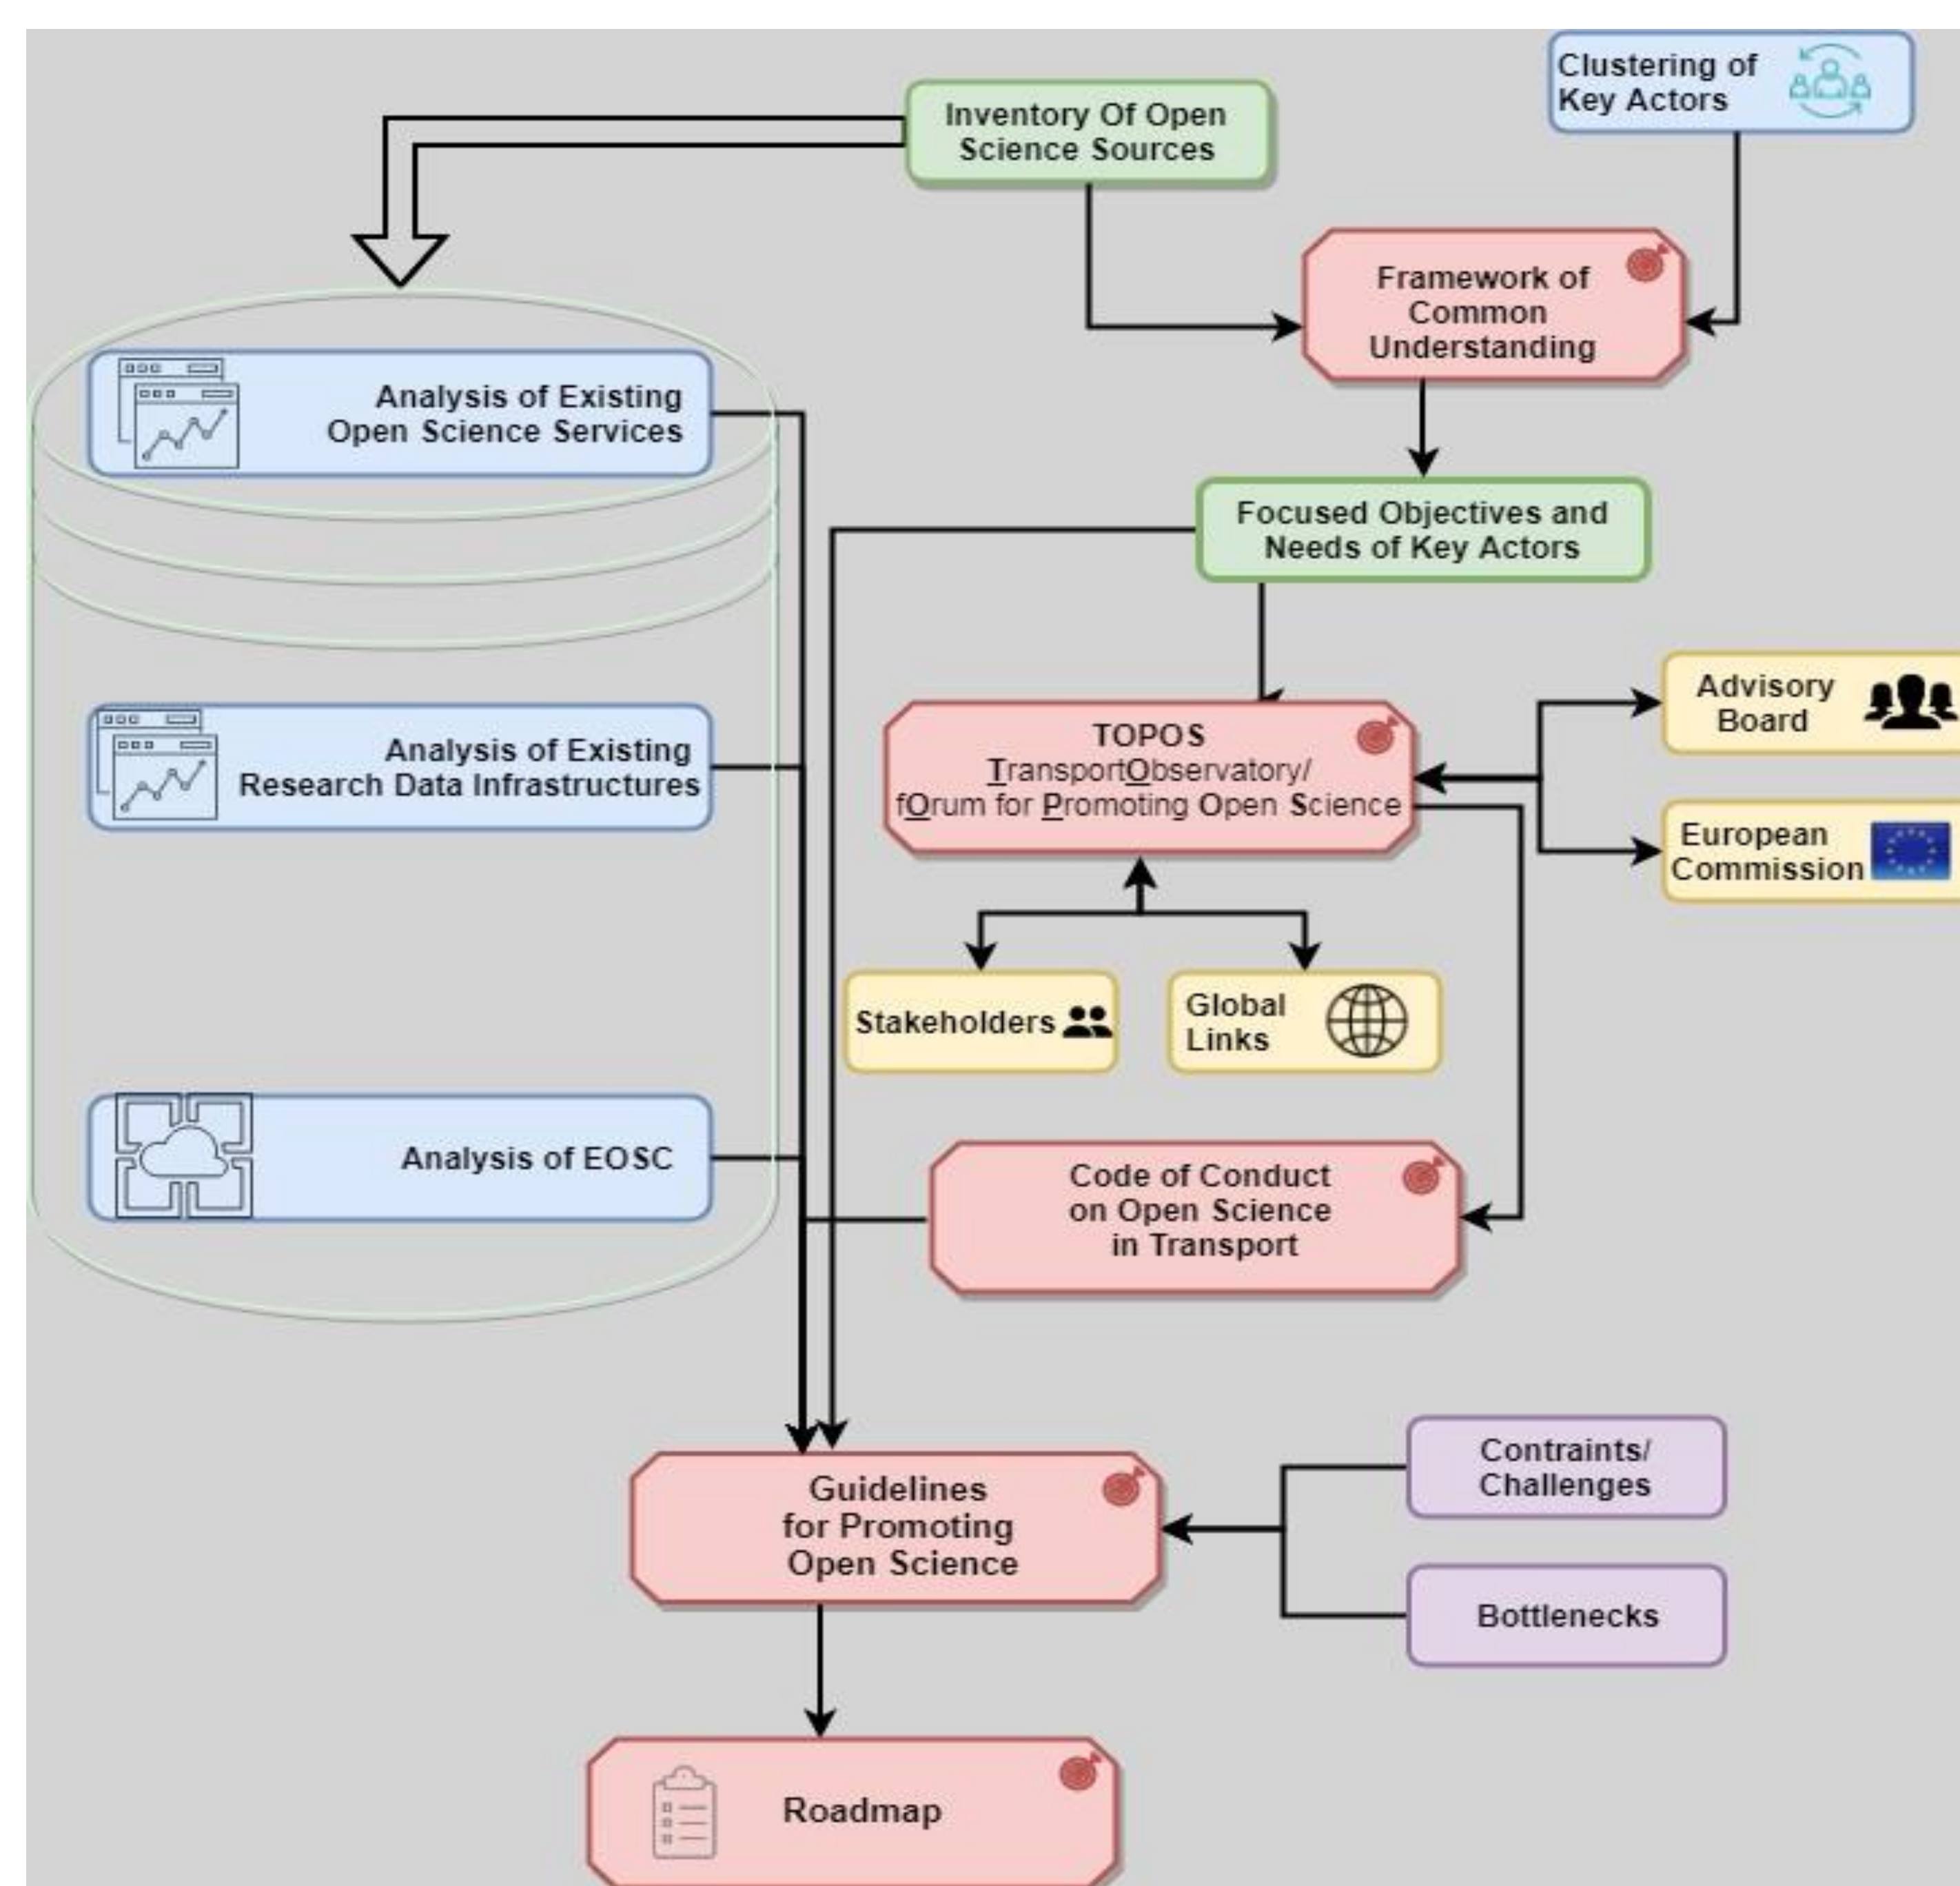 Clustering of
Key Actors
Inventory Of Open
Science Sources
Framework of
Common
Understanding
Analysis of Existing
Open Science Services
Focused Objectives and
Needs of Key Actors
Advisory
Board
Analysis of Existing
Research Data Infrastructures
TOPOS
TransportObservatory/
fOrum for Promoting Open Science
European
Commission
Stakeholders
Global
Links
Analysis of EOSC
Code of Conduct
on Open Science
in Transport
Contraints/
Challenges
Guidelines
for Promoting
Open Science
Bottlenecks
Roadmap